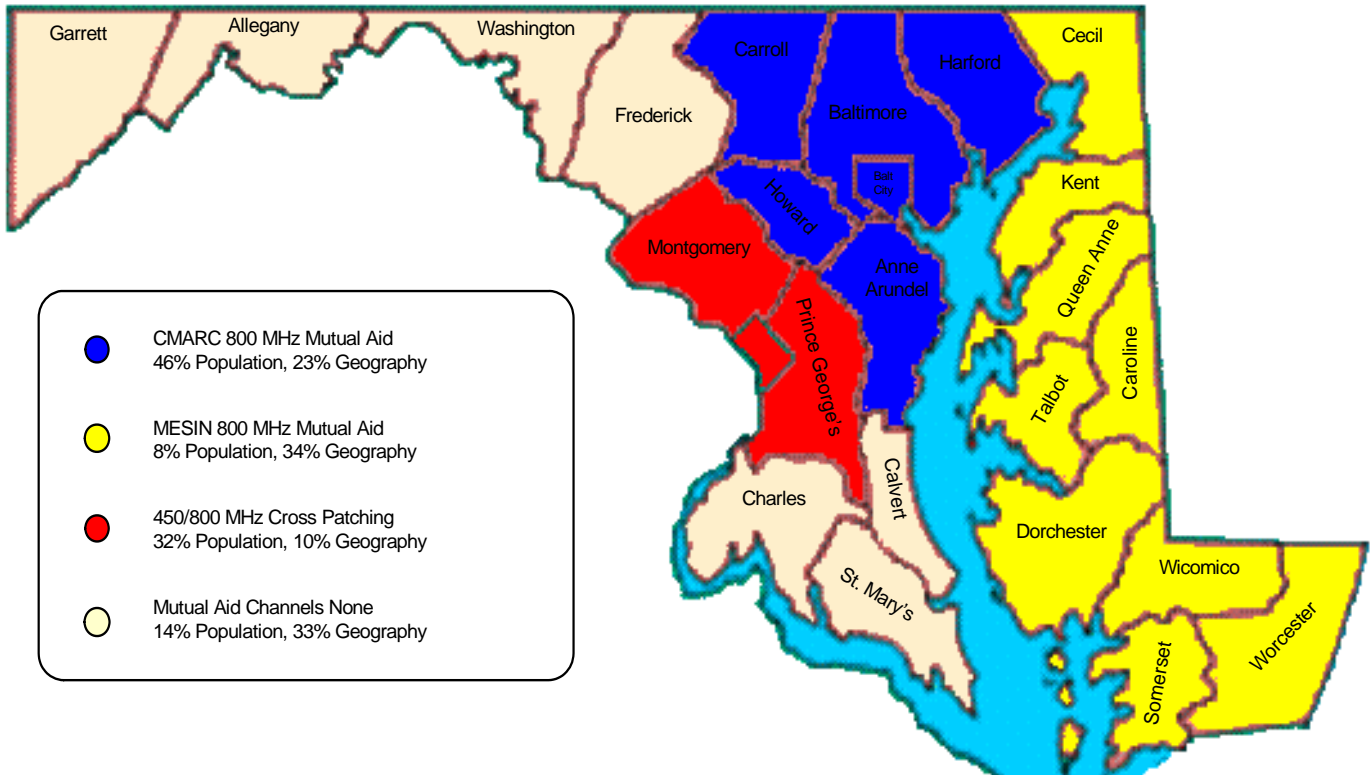 Garrett
Allegany
Washington
Frederick
Carroll
Baltimore
Harford
Cecil
Balt
City
Howard
Montgomery
Anne
Arundel
Prince George's
Kent
Queen Anne
Caroline
Talbot
Calvert
Charles
St. Mary's
Dorchester
Wicomico
Worcester
Somerset
CMARC 800 MHz Mutual Aid
46% Population, 23% Geography
MESIN 800 MHz Mutual Aid
8% Population, 34% Geography
450/800 MHz Cross Patching
32% Population, 10% Geography
Mutual Aid Channels None
14% Population, 33% Geography